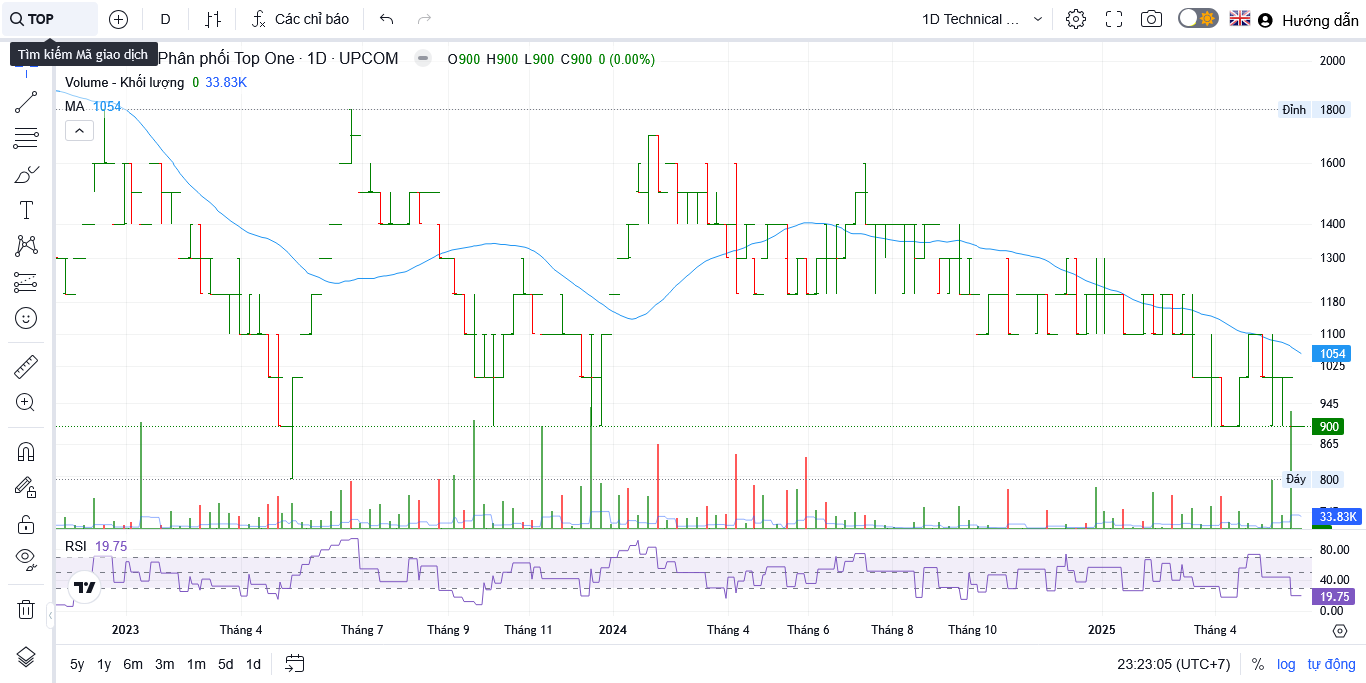 TOP
D
Các chỉ báo
1D Technical ...
Hướng dẫn
Tìm kiếm Mã giao dịch
Phân phối Top One · 1D · UPCOM
O900 H900 L900 C900 0 (0.00%)
Volume - Khối lượng 0 33.83K
MA 1054
2000
Đỉnh 1800
1600
1400
1300
1180
1100
1054
1025
945
900
865
Đáy 800
33.83K
RSI 19.75
80.00
40.00
19.75
0.00
2023 Tháng 4 Tháng 7 Tháng 9 Tháng 11 2024 Tháng 4 Tháng 6 Tháng 8 Tháng 10 2025 Tháng 4
5y 1y 6m 3m 1m 5d 1d
23:23:05 (UTC+7) % log tự động